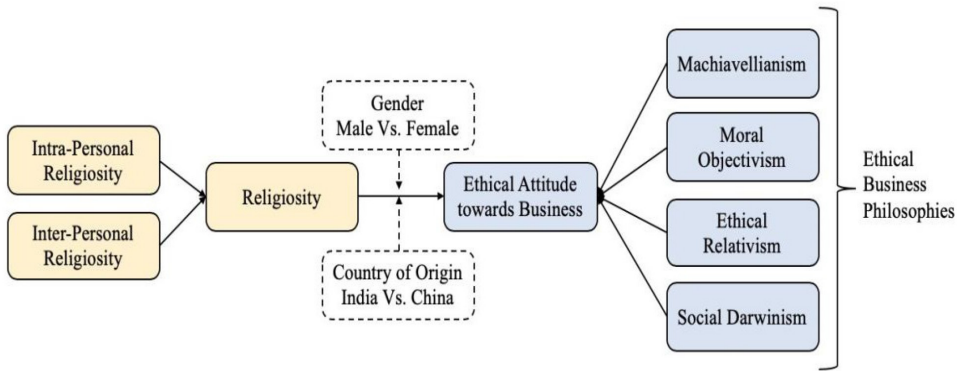 Intra-Personal
Religiosity
Inter-Personal
Religiosity
Religiosity
Gender
Male Vs. Female
Country of Origin
India Vs. China
Ethical Attitude
towards Business
Machiavellianism
Moral
Objectivism
Ethical
Relativism
Social Darwinism
Ethical
Business
Philosophies